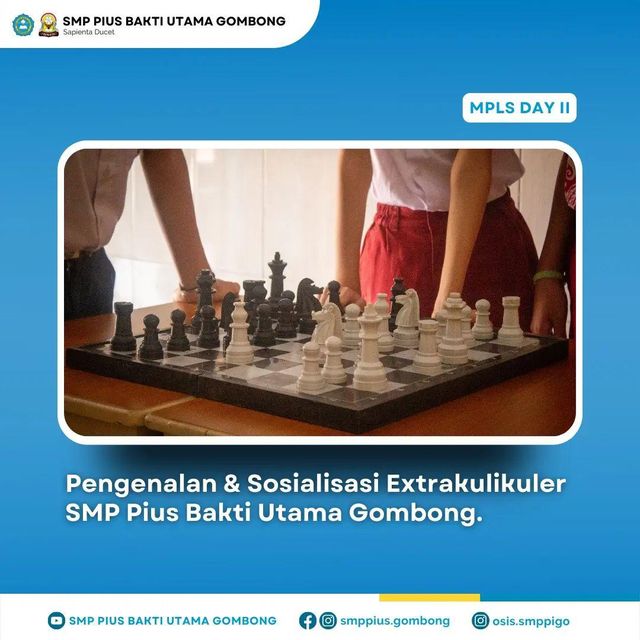 SMP PIUS BAKTI UTAMA GOMBONG
Sapienta Ducet
MPLS DAY II
Pengenalan & Sosialisasi Extrakulikuler
SMP Pius Bakti Utama Gombong.
SMP PIUS BAKTI UTAMA GOMBONG
smppius.gombong
osis.smppigo